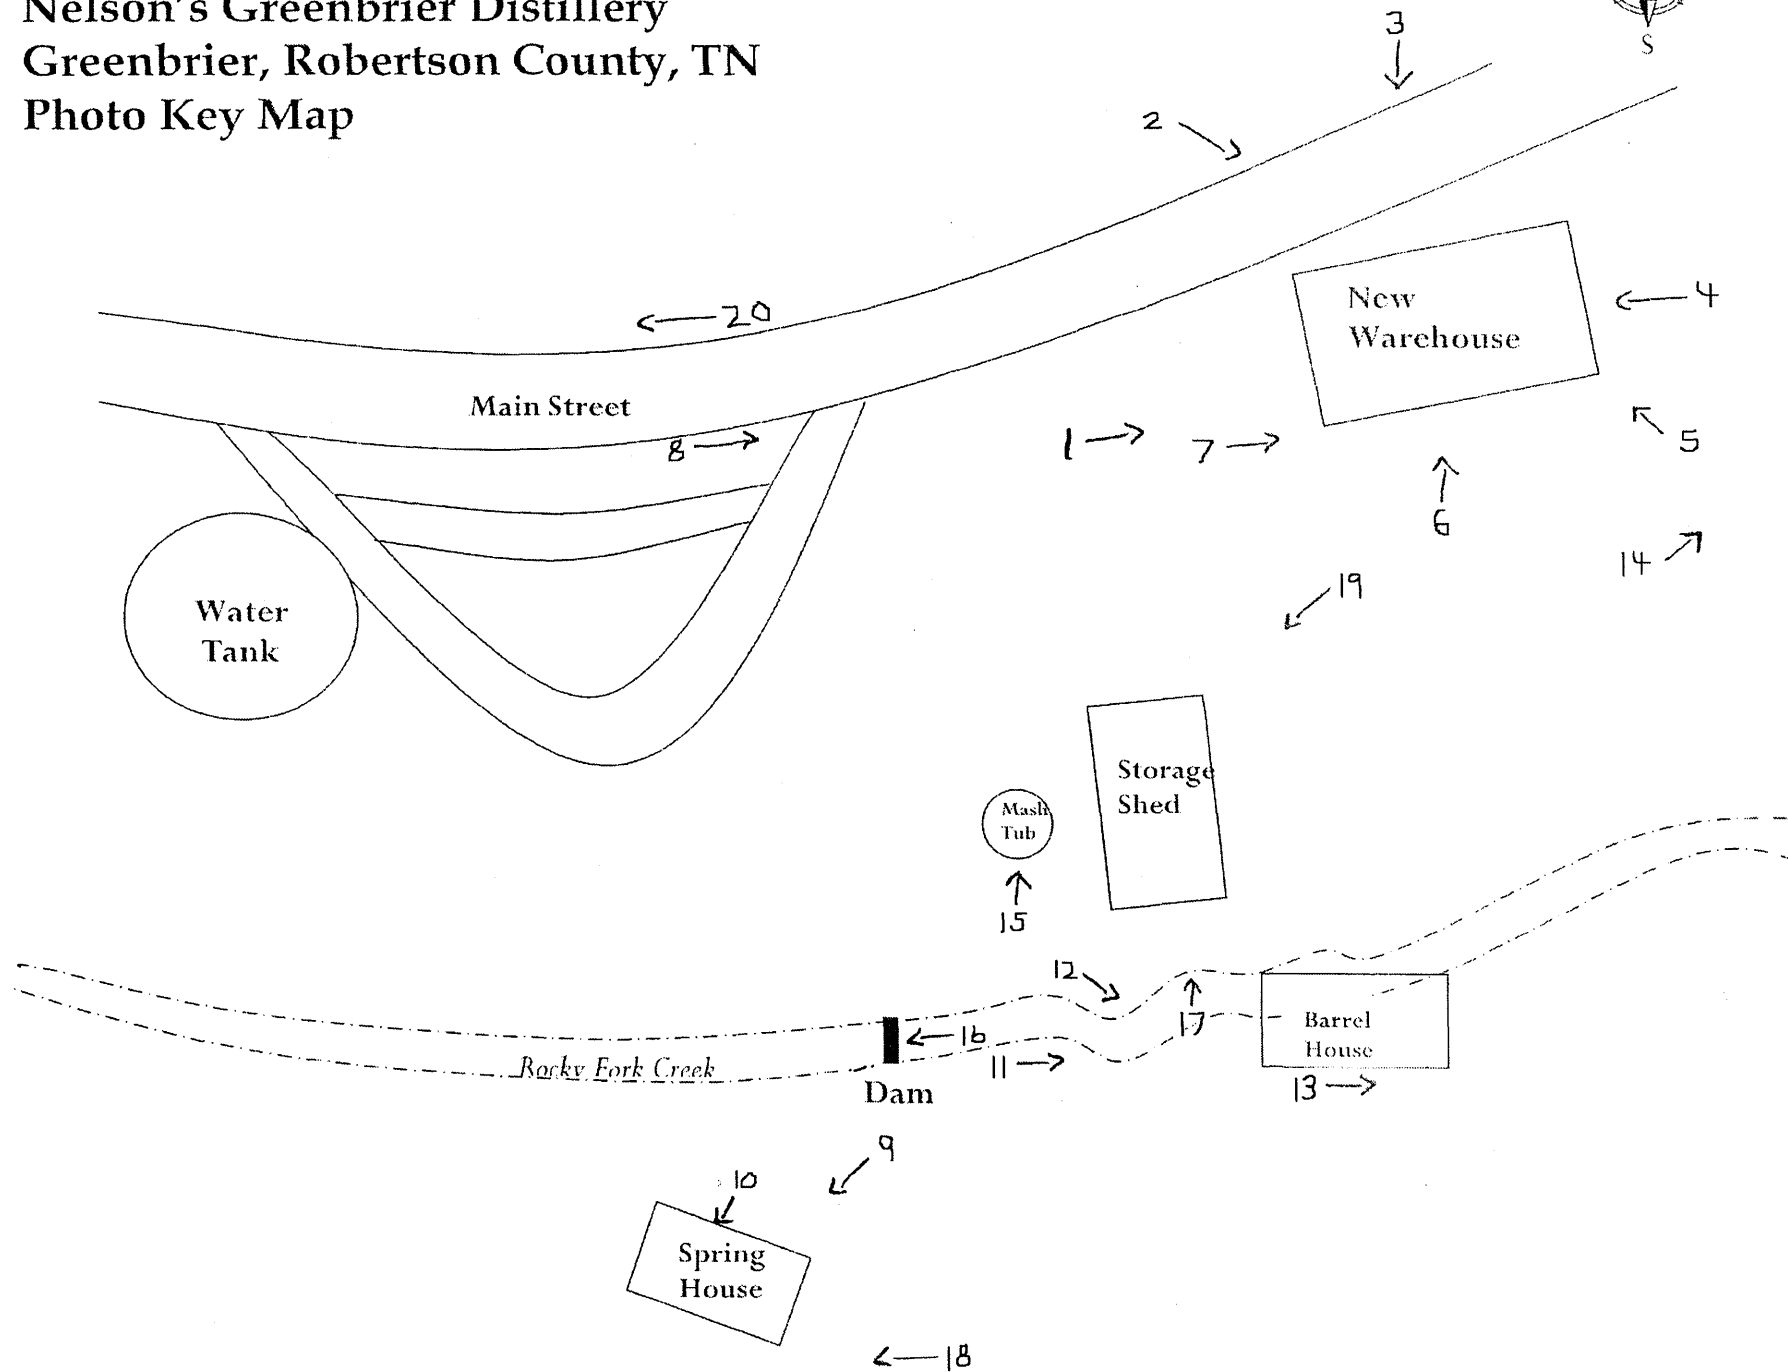 Nelson's Greenbrier Distillery
Greenbrier, Robertson County, TN
Photo Key Map
S
3
2
New
Warehouse
4
20
Main Street
8
1
7
5
6
14
19
Water
Tank
Storage
Shed
Mash
Tub
15
12
17
16
11
Barrel
House
13
Rocky Fork Creek
Dam
9
10
Spring
House
18